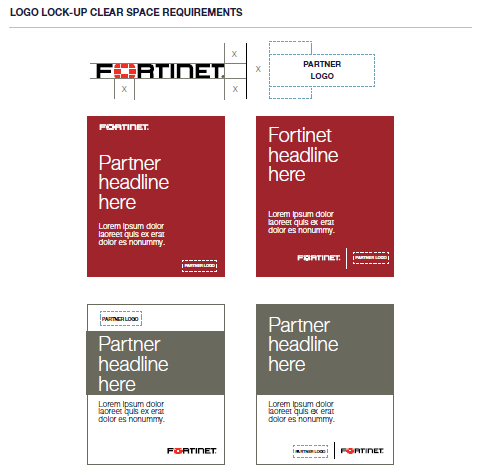 LOGO LOCK-UP CLEAR SPACE REQUIREMENTS
X
FORTINET.
X
PARTNER
LOGO
X
X
FORTINET.
Partner
headline
here
Lorem ipsum dolor
laoreet quis ex erat
dolor es nonummy.
PARTNER LOGO
Fortinet
headline
here
Lorem ipsum dolor
laoreet quis ex erat
dolor es nonummy.
FORTINET. PARTNER LOGO
PARTNER LOGO
Partner
headline
here
Lorem ipsum dolor
laoreet quis ex erat
dolor es nonummy.
FORTINET.
Partner
headline
here
Lorem ipsum dolor
laoreet quis ex erat
dolor es nonummy.
PARTNER LOGO FORTINET.